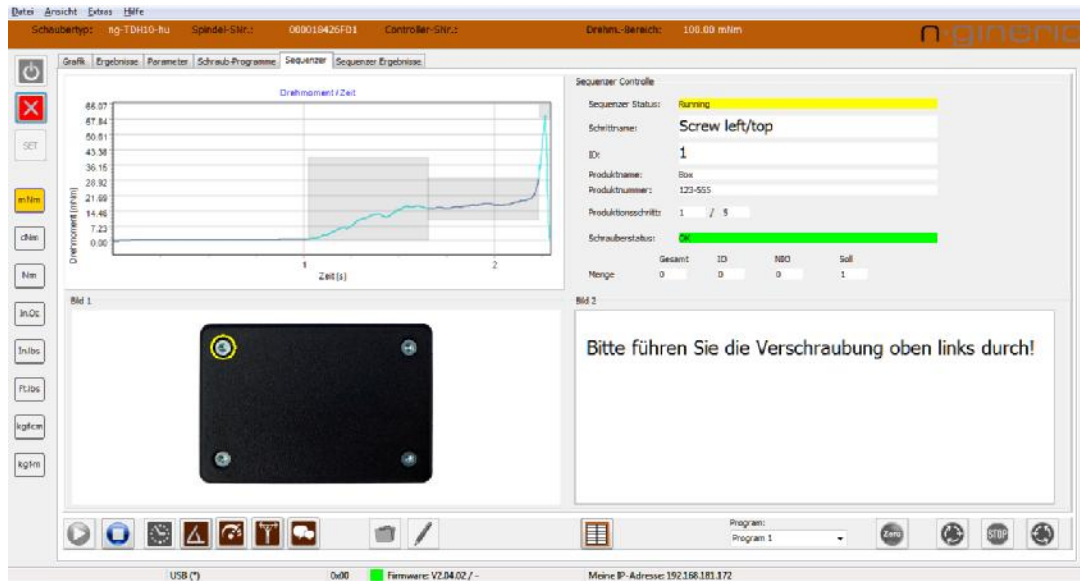 Datei Ansicht Extras Hilfe
Schaubertyp: ng-TDH10-hu Spindel-SNr.: 000018426F01 Controller-SNr.: Drehm.-Bereich: 100.00 mNm n-gineric
Grafik Ergebnisse Parameter Schraub-Programme Sequenzer Sequenzer Ergebnisse
SET
mNm
cNm
Nm
In.Oz
In.lbs
Ft.lbs
kgfcm
kgfm
Drehmoment / Zeit
Drehmoment [mNm]
66.07
57.84
50.61
43.38
36.15
28.92
21.69
14.46
7.23
0.00
1 2
Zeit [s]
Sequenzer Controlle
Sequenzer Status: Running
Schrittname: Screw left/top
ID: 1
Produktname: Box
Produktnummer: 123-555
Produktionsschritt: 1 / 5
Schrauberstatus: OK
Gesamt IO NIO Soll
Menge 0 0 0 1
Bild 1
Bild 2
Bitte führen Sie die Verschraubung oben links durch!
Program:
Program 1
Zero
STOP
USB (*) 0x00 Firmware: V2.04.02 / - Meine IP-Adresse: 192.168.181.172